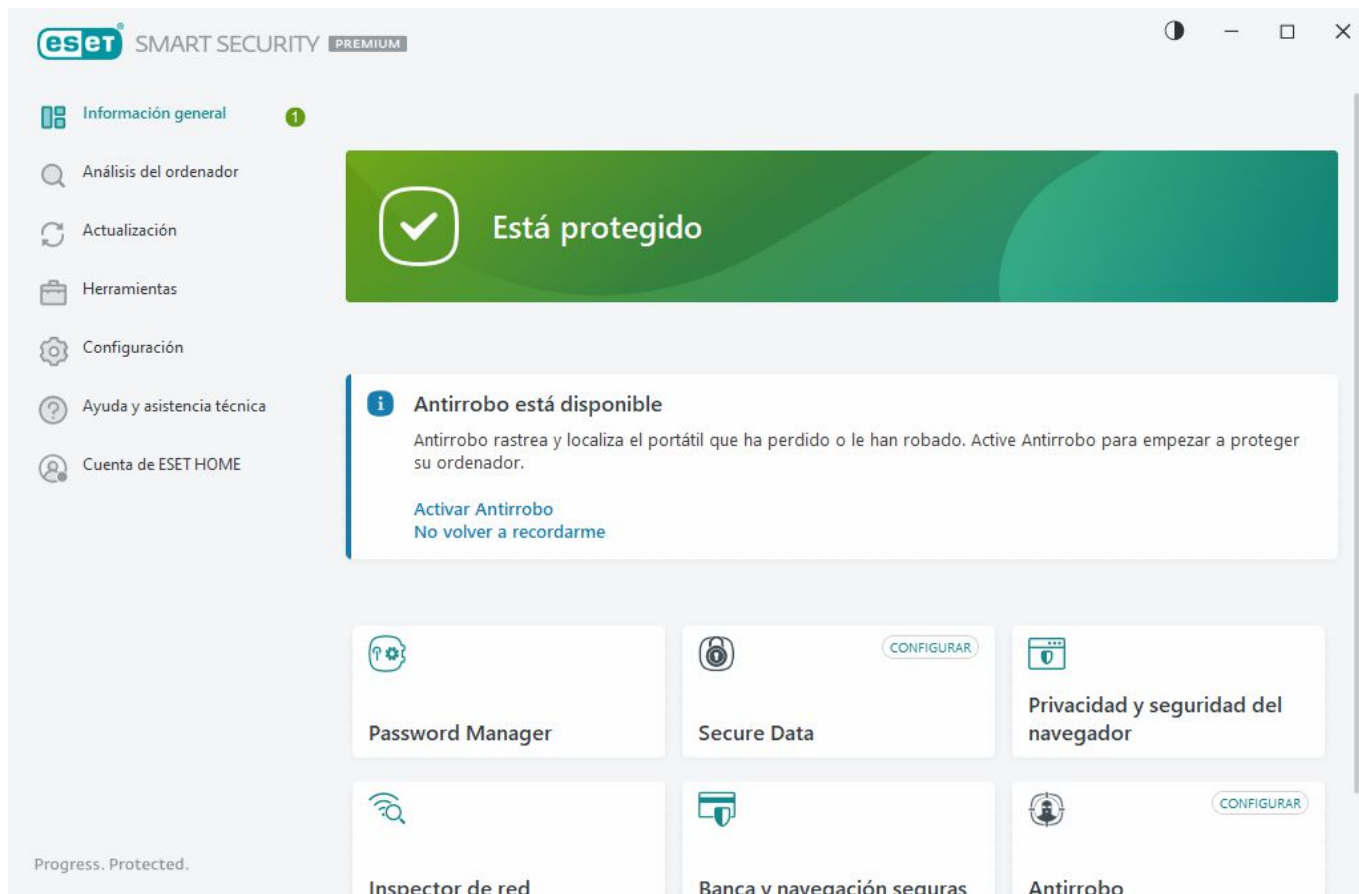 eset® SMART SECURITY PREMIUM
Información general 1
Análisis del ordenador
Actualización
Herramientas
Configuración
Ayuda y asistencia técnica
Cuenta de ESET HOME
Progress. Protected.
Está protegido
Antirrobo está disponible
Antirrobo rastrea y localiza el portátil que ha perdido o le han robado. Active Antirrobo para empezar a proteger
su ordenador.
Activar Antirrobo
No volver a recordarme
Password Manager
CONFIGURAR
Secure Data
Privacidad y seguridad del
navegador
Inspector de red
Banca y navegación seguras
CONFIGURAR
Antirrobo